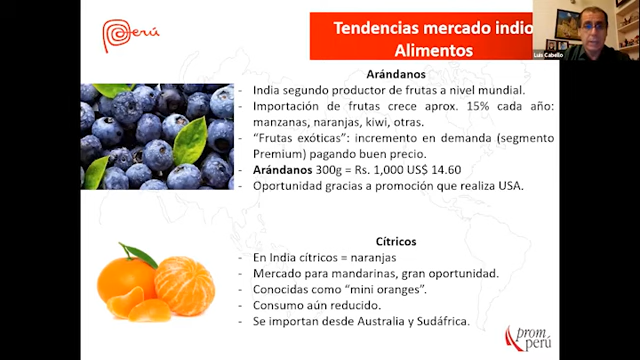 Perú
Tendencias mercado indio
Alimentos
Luis Cabello
Arándanos
- India segundo productor de frutas a nivel mundial.
- Importación de frutas crece aprox. 15% cada año:
manzanas, naranjas, kiwi, otras.
- “Frutas exóticas”: incremento en demanda (segmento
Premium) pagando buen precio.
- Arándanos 300g = Rs. 1,000 US$ 14.60
- Oportunidad gracias a promoción que realiza USA.
Cítricos
- En India cítricos = naranjas
- Mercado para mandarinas, gran oportunidad.
- Conocidas como “mini oranges”.
- Consumo aún reducido.
- Se importan desde Australia y Sudáfrica.
prom
perú